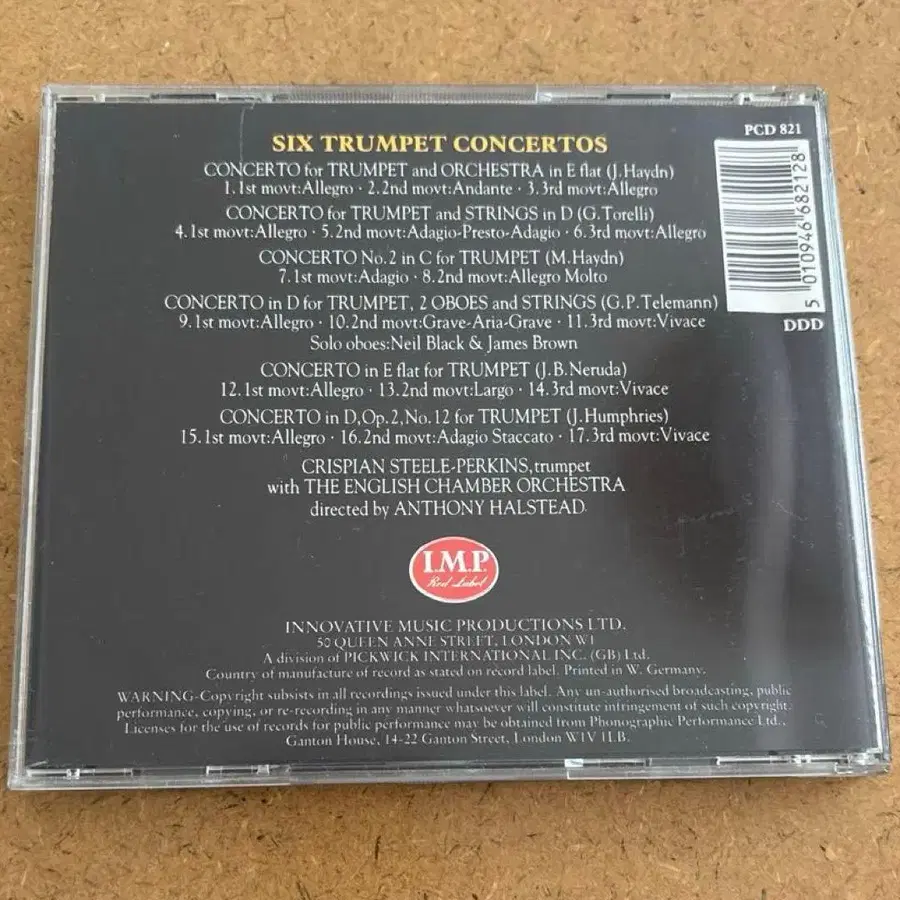 PCD 821
SIX TRUMPET CONCERTOS
CONCERTO for TRUMPET and ORCHESTRA in E flat (J.Haydn)
1.1st movt:Allegro · 2.2nd movt:Andante · 3.3rd movt:Allegro
CONCERTO for TRUMPET and STRINGS in D (G.Torelli)
4.1st movt:Allegro · 5.2nd movt:Adagio-Presto-Adagio · 6.3rd movt:Allegro
CONCERTO No.2 in C for TRUMPET (M.Haydn)
7.1st movt:Adagio · 8.2nd movt:Allegro Molto
CONCERTO in D for TRUMPET, 2 OBOES and STRINGS (G.P.Telemann)
9.1st movt:Allegro · 10.2nd movt:Grave-Aria-Grave · 11.3rd movt:Vivace
Solo oboes:Neil Black & James Brown
CONCERTO in E flat for TRUMPET (J.B.Neruda)
12.1st movt:Allegro · 13.2nd movt:Largo · 14.3rd movt:Vivace
CONCERTO in D,Op.2,No.12 for TRUMPET (J.Humphries)
15.1st movt:Allegro · 16.2nd movt:Adagio Staccato · 17.3rd movt:Vivace
CRISPIAN STEELE-PERKINS, trumpet
with THE ENGLISH CHAMBER ORCHESTRA
directed by ANTHONY HALSTEAD
5 010946 682128
DDD
I.M.P.
Red Label
INNOVATIVE MUSIC PRODUCTIONS LTD.
50 QUEEN ANNE STREET, LONDON W1
A division of PICKWICK INTERNATIONAL INC. (GB) Ltd.
Country of manufacture of record as stated on record label. Printed in W. Germany.
WARNING-Copyright subsists in all recordings issued under this label. Any un-authorised broadcasting, public
performance, copying, or re-recording in any manner whatsoever will constitute infringement of such copyright.
Licenses for the use of records for public performance may be obtained from Phonographic Performance Ltd.,
Ganton House, 14-22 Ganton Street, London W1V 1LB.